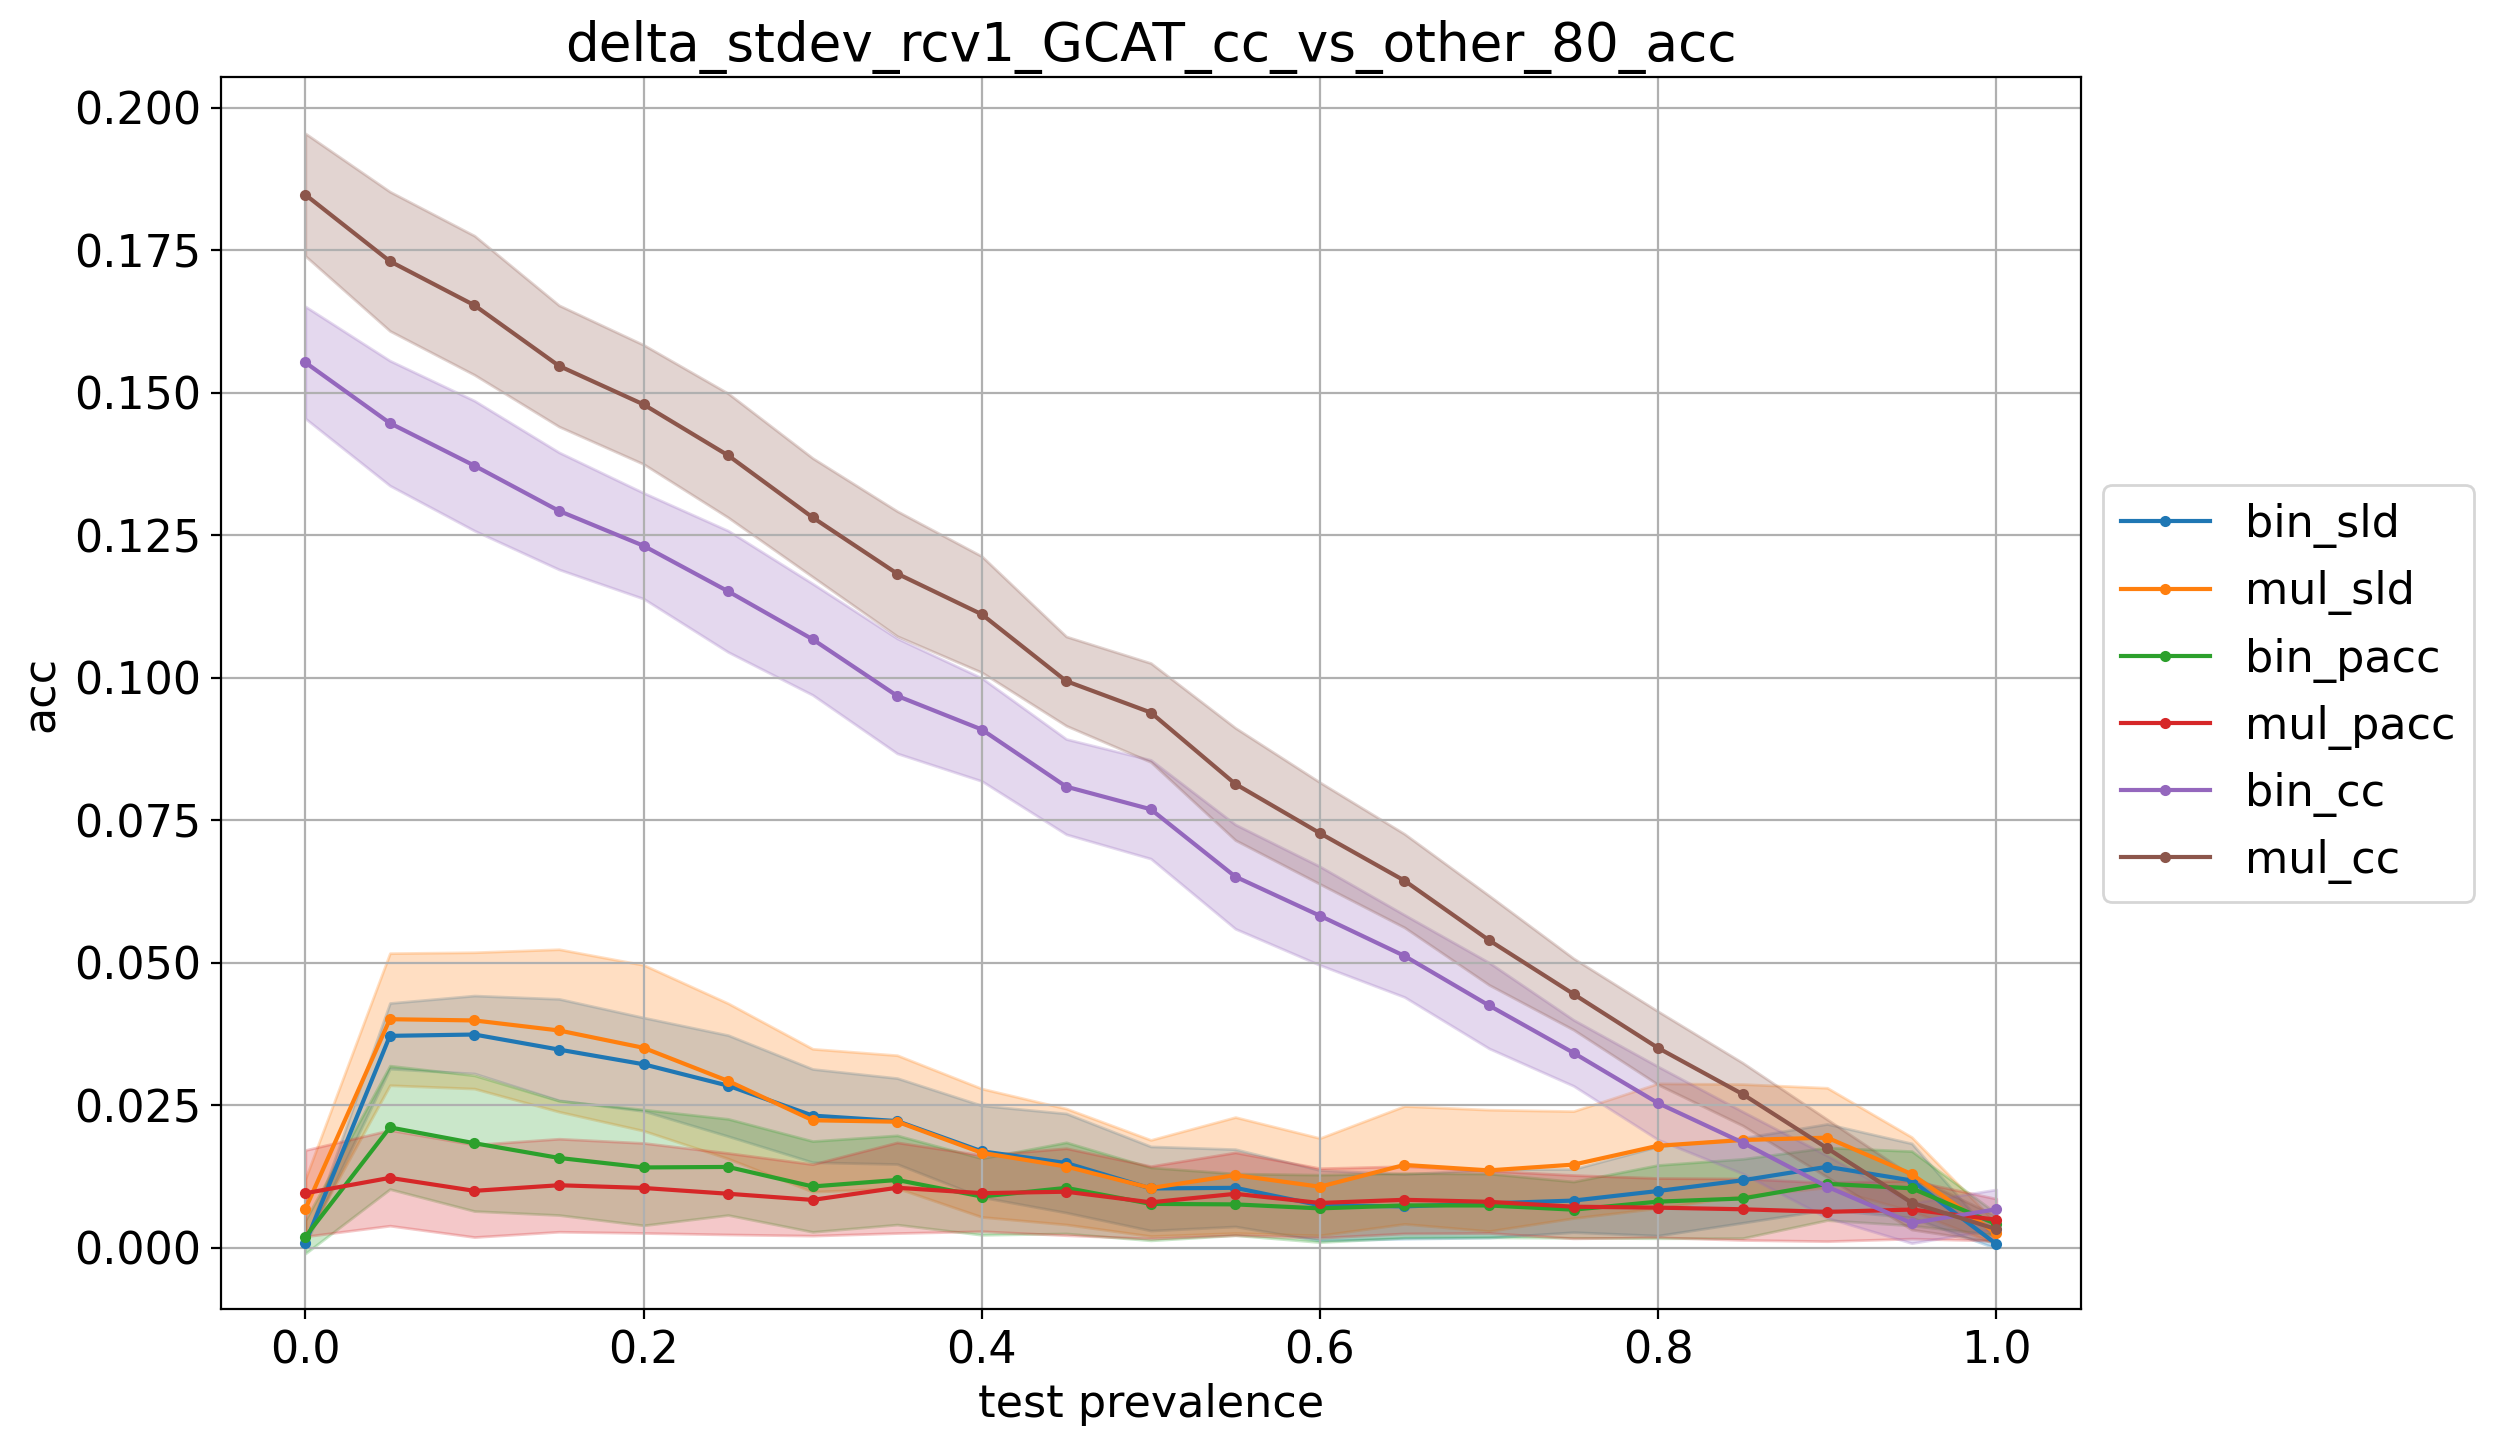 delta_stdev_rcv1_GCAT_cc_vs_other_80_acc
acc
0.200
0.175
0.150
0.125
0.100
0.075
0.050
0.025
0.000
0.0 0.2 0.4 0.6 0.8 1.0
test prevalence
bin_sld
mul_sld
bin_pacc
mul_pacc
bin_cc
mul_cc